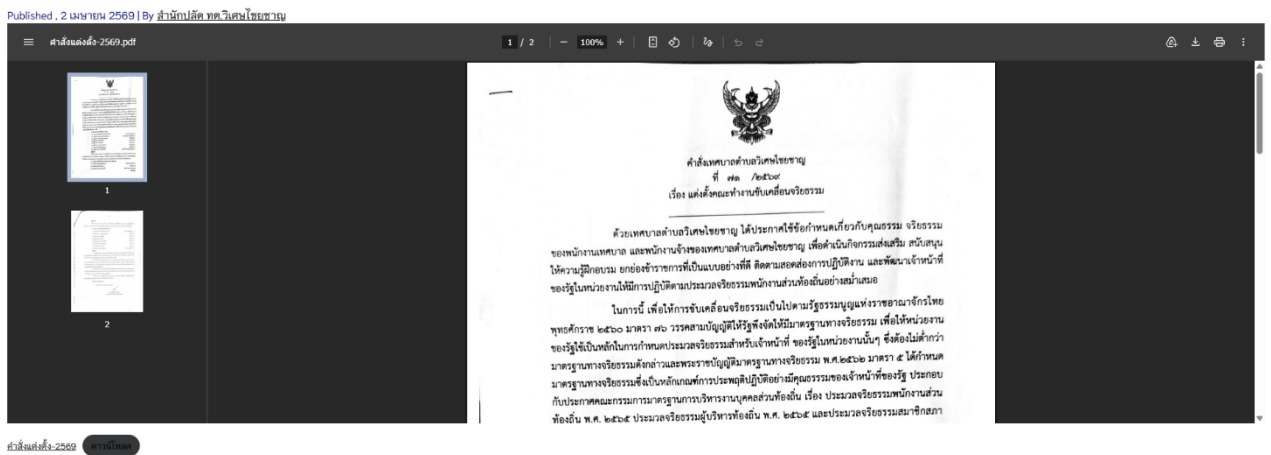 Published , 2 เมษายน 2569 | By สำนักปลัด ทต.วิเศษไชยชาญ
คำสั่งแต่งตั้ง-2569.pdf
1 / 2
100%
1
2
คำสั่งเทศบาลตำบลวิเศษไชยชาญ
ที่ ๗๑ /๒๕๖๙
เรื่อง แต่งตั้งคณะทำงานขับเคลื่อนจริยธรรม
ด้วยเทศบาลตำบลวิเศษไชยชาญ ได้ประกาศใช้ข้อกำหนดเกี่ยวกับคุณธรรม จริยธรรม
ของพนักงานเทศบาล และพนักงานจ้างของเทศบาลตำบลวิเศษไชยชาญ เพื่อดำเนินกิจกรรมส่งเสริม สนับสนุน
ให้ความรู้ฝึกอบรม ยกย่องข้าราชการที่เป็นแบบอย่างที่ดี ติดตามสอดส่องการปฏิบัติงาน และพัฒนาเจ้าหน้าที่
ของรัฐในหน่วยงานให้มีการปฏิบัติตามประมวลจริยธรรมพนักงานส่วนท้องถิ่นอย่างสม่ำเสมอ
ในการนี้ เพื่อให้การขับเคลื่อนจริยธรรมเป็นไปตามรัฐธรรมนูญแห่งราชอาณาจักรไทย
พุทธศักราช ๒๕๖๐ มาตรา ๗๖ วรรคสามบัญญัติให้รัฐพึงจัดให้มีมาตรฐานทางจริยธรรม เพื่อให้หน่วยงาน
ของรัฐใช้เป็นหลักในการกำหนดประมวลจริยธรรมสำหรับเจ้าหน้าที่ ของรัฐในหน่วยงานนั้นๆ ซึ่งต้องไม่ต่ำกว่า
มาตรฐานทางจริยธรรมดังกล่าวและพระราชบัญญัติมาตรฐานทางจริยธรรม พ.ศ.๒๕๖๒ มาตรา ๕ ได้กำหนด
มาตรฐานทางจริยธรรมซึ่งเป็นหลักเกณฑ์การประพฤติปฏิบัติอย่างมีคุณธรรมของเจ้าหน้าที่ของรัฐ ประกอบ
กับประกาศคณะกรรมการมาตรฐานการบริหารงานบุคคลส่วนท้องถิ่น เรื่อง ประมวลจริยธรรมพนักงานส่วน
ท้องถิ่น พ.ศ. ๒๕๖๕ ประมวลจริยธรรมผู้บริหารท้องถิ่น พ.ศ. ๒๕๖๕ และประมวลจริยธรรมสมาชิกสภา
คำสั่งแต่งตั้ง-2569
ดาวน์โหลด